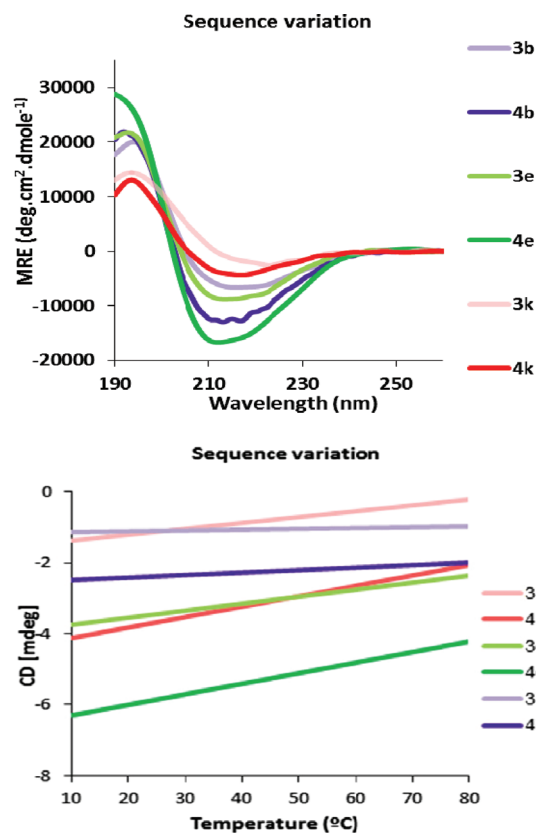 Sequence variation
MRE (deg.cm².dmole⁻¹)
30000
20000
10000
0
-10000
-20000
190
210
230
250
Wavelength (nm)
3b
4b
3e
4e
3k
4k
Sequence variation
CD [mdeg]
0
-2
-4
-6
-8
10
20
30
40
50
60
70
80
Temperature (ºC)
3
4
3
4
3
4